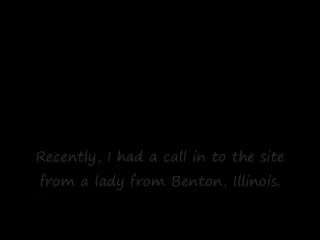 Recently, I had a call in to the site
from a lady from Benton, Illinois.